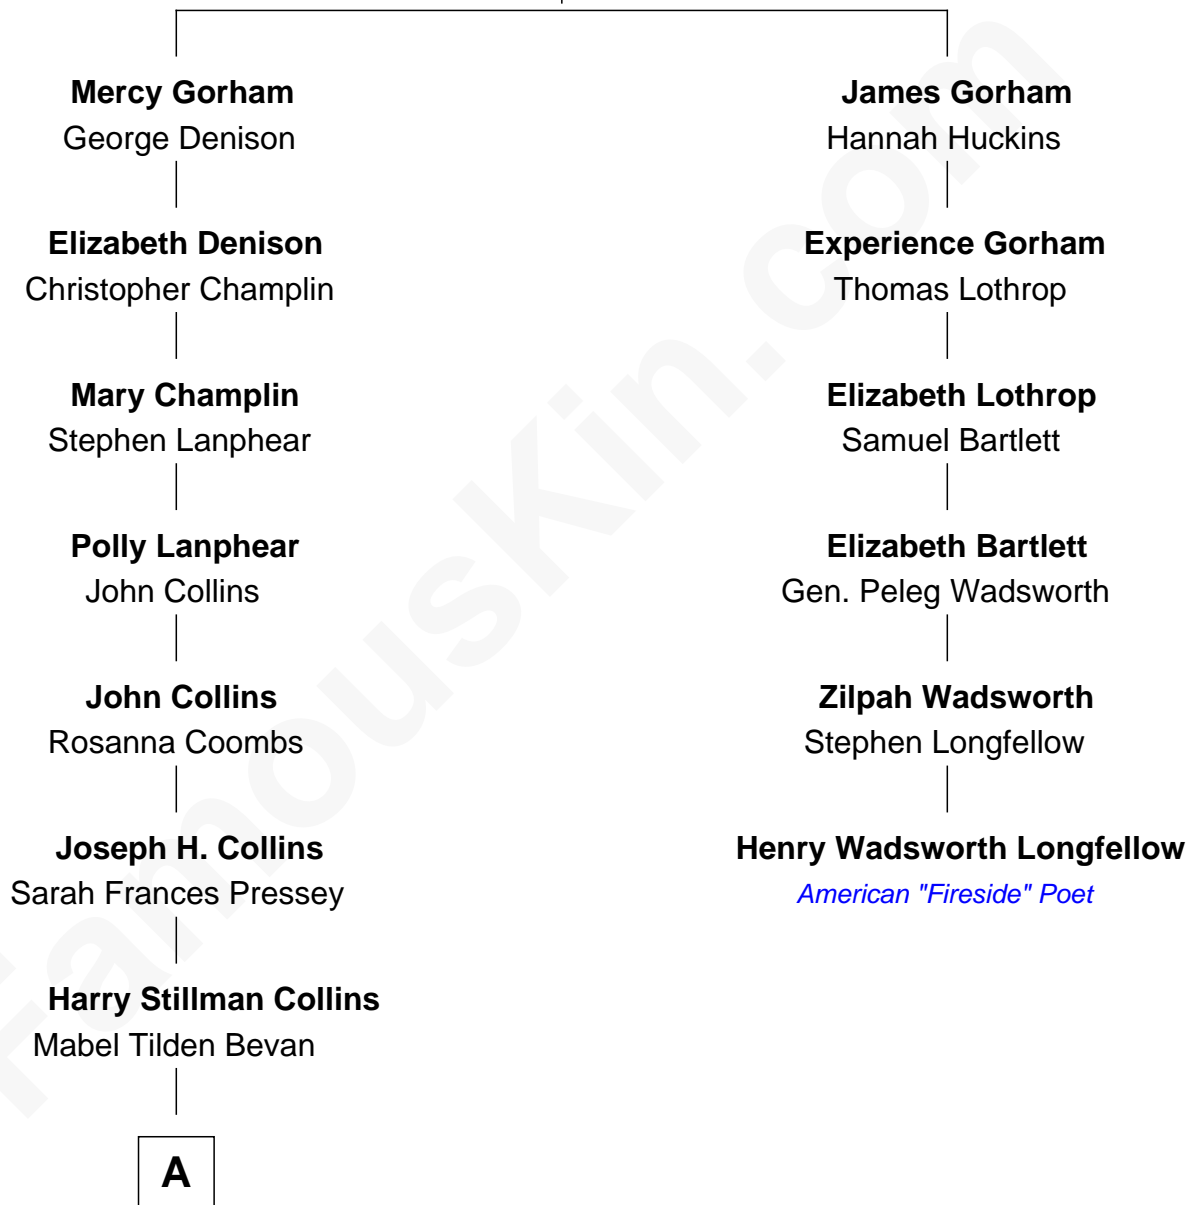 Mercy Gorham
George Denison
James Gorham
Hannah Huckins
Elizabeth Denison
Christopher Champlin
Experience Gorham
Thomas Lothrop
Mary Champlin
Stephen Lanphear
Elizabeth Lothrop
Samuel Bartlett
Polly Lanphear
John Collins
Elizabeth Bartlett
Gen. Peleg Wadsworth
John Collins
Rosanna Coombs
Zilpah Wadsworth
Stephen Longfellow
Joseph H. Collins
Sarah Frances Pressey
Henry Wadsworth Longfellow
American "Fireside" Poet
Harry Stillman Collins
Mabel Tilden Bevan
A
FamousKin.com